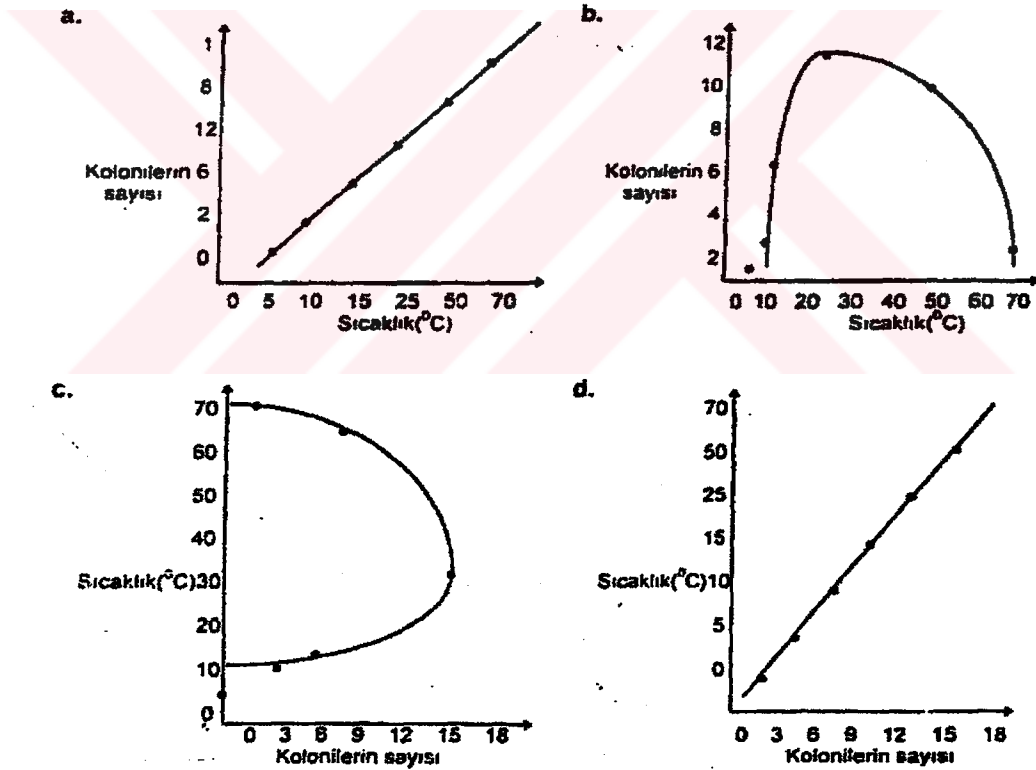 a.
1
8
12
Kolonilerin 6
sayısı
2
0
0 5 10 15 25 50 70
Sıcaklık(°C)
b.
12
10
8
Kolonilerin 6
sayısı
4
2
0 10 20 30 40 50 60 70
Sıcaklık(°C)
c.
70
60
50
40
Sıcaklık(°C)30
20
10
0
0 3 6 9 12 15 18
Kolonilerin sayısı
d.
70
50
25
15
Sıcaklık(°C)10
5
0
0 3 6 9 12 15 18
Kolonilerin sayısı